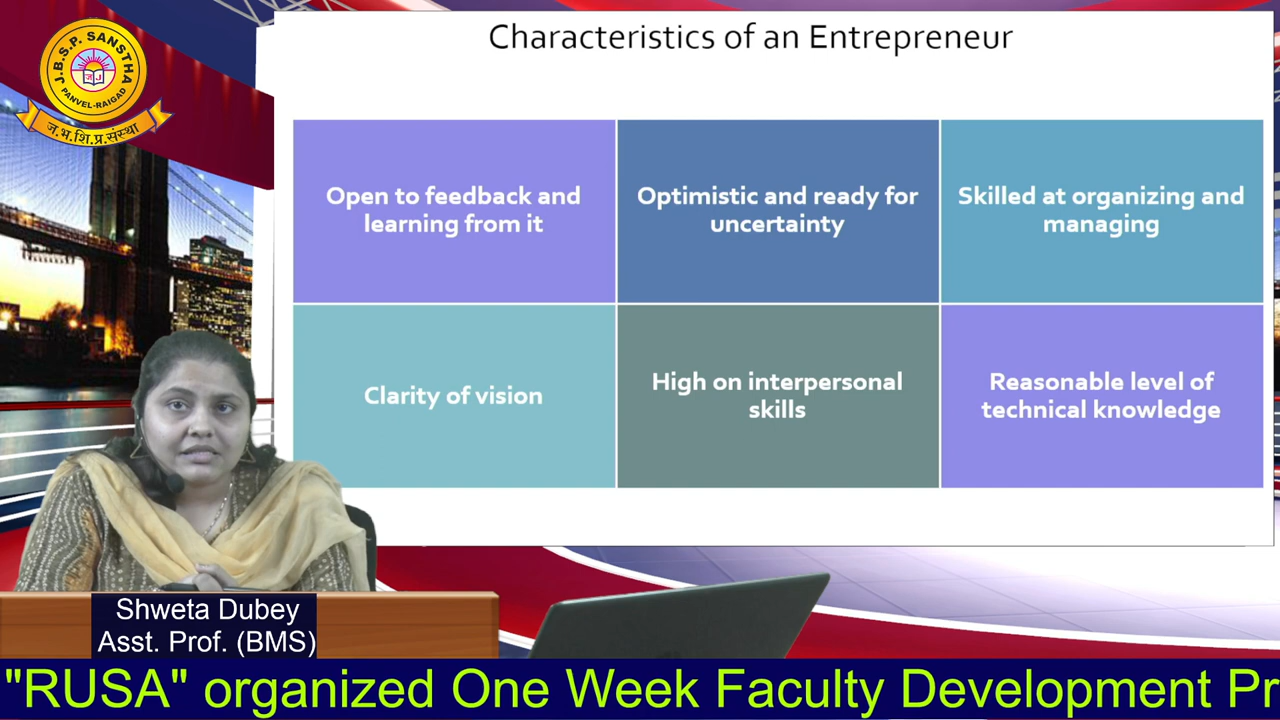 J.B.S.P. SANSTHA
PANVEL-RAIGAD
ज.भ.शि.प्र.संस्था
Characteristics of an Entrepreneur
Open to feedback and
learning from it
Optimistic and ready for
uncertainty
Skilled at organizing and
managing
Clarity of vision
High on interpersonal
skills
Reasonable level of
technical knowledge
Shweta Dubey
Asst. Prof. (BMS)
"RUSA" organized One Week Faculty Development Pr